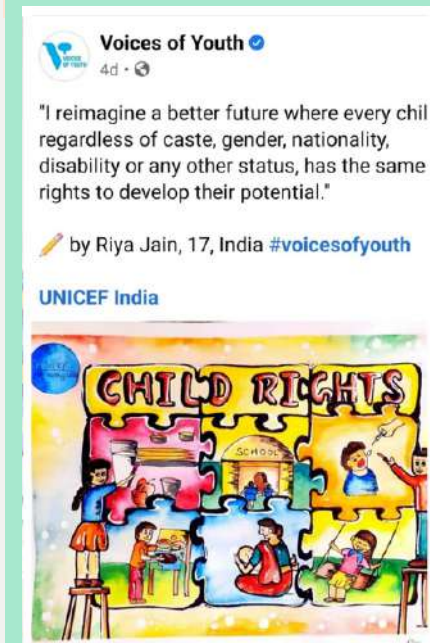 Voices of Youth
4d
"I reimagine a better future where every chil
regardless of caste, gender, nationality,
disability or any other status, has the same
rights to develop their potential."
by Riya Jain, 17, India #voicesofyouth
UNICEF India
CHILD RIGHTS
SCHOOL